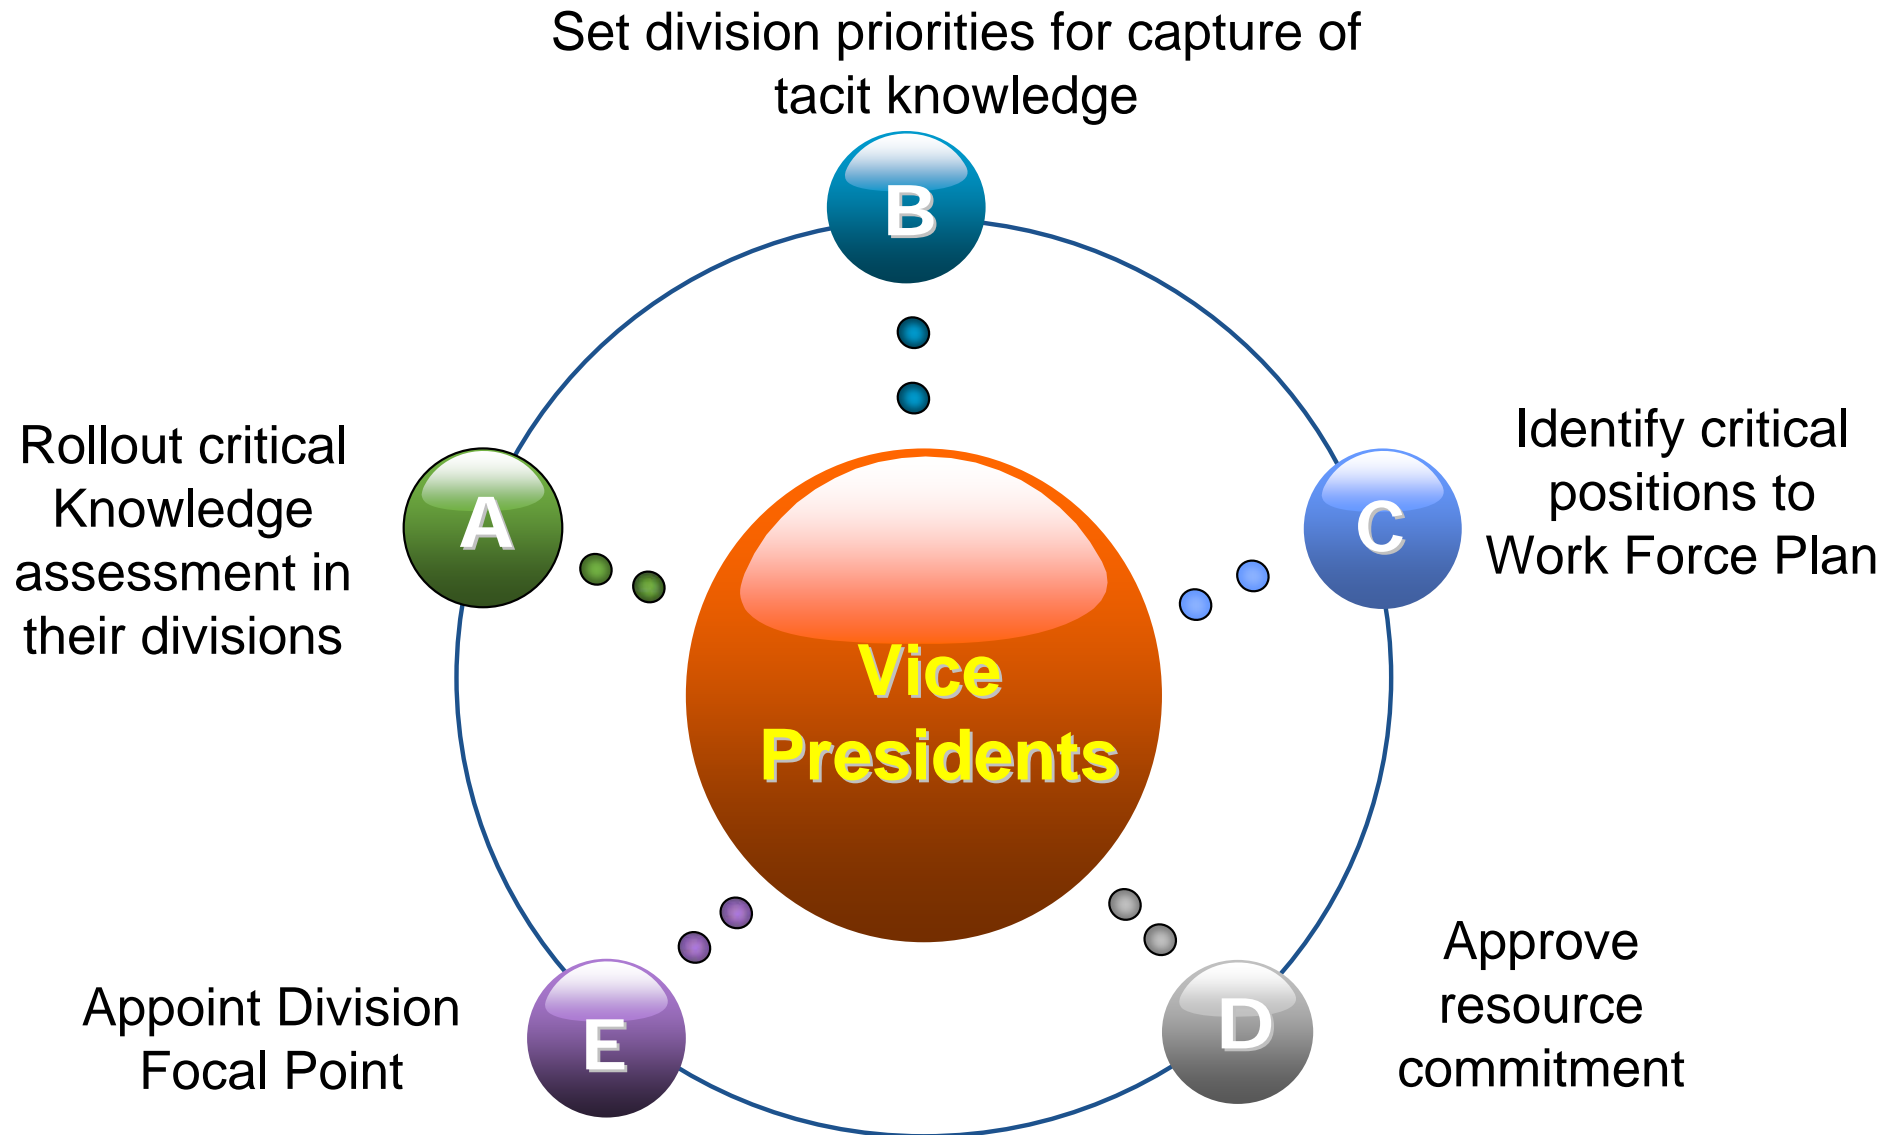 Set division priorities for capture of
tacit knowledge
B
Rollout critical
Knowledge
assessment in
their divisions
A
Identify critical
positions to
Work Force Plan
C
Vice
Presidents
Approve
resource
commitment
D
Appoint Division
Focal Point
E